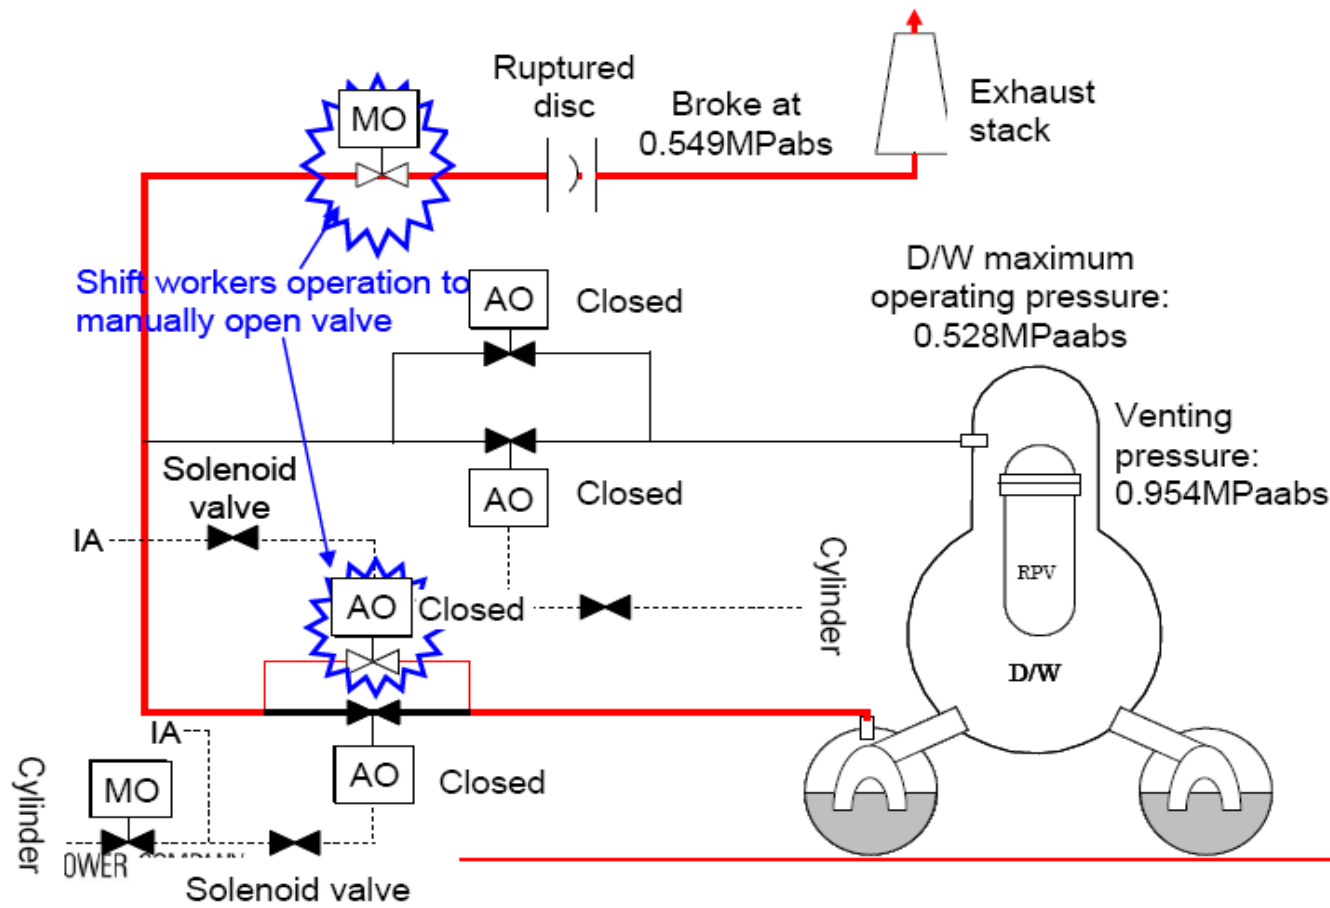 Ruptured
disc
MO
Broke at
0.549MPabs
Exhaust
stack
Shift workers operation to
manually open valve
AO
Closed
D/W maximum
operating pressure:
0.528MPaabs
Venting
pressure:
0.954MPaabs
AO
Closed
Solenoid
valve
IA
AO
Closed
Cylinder
RPV
D/W
IA
AO
Closed
MO
Cylinder
OWER
Solenoid valve